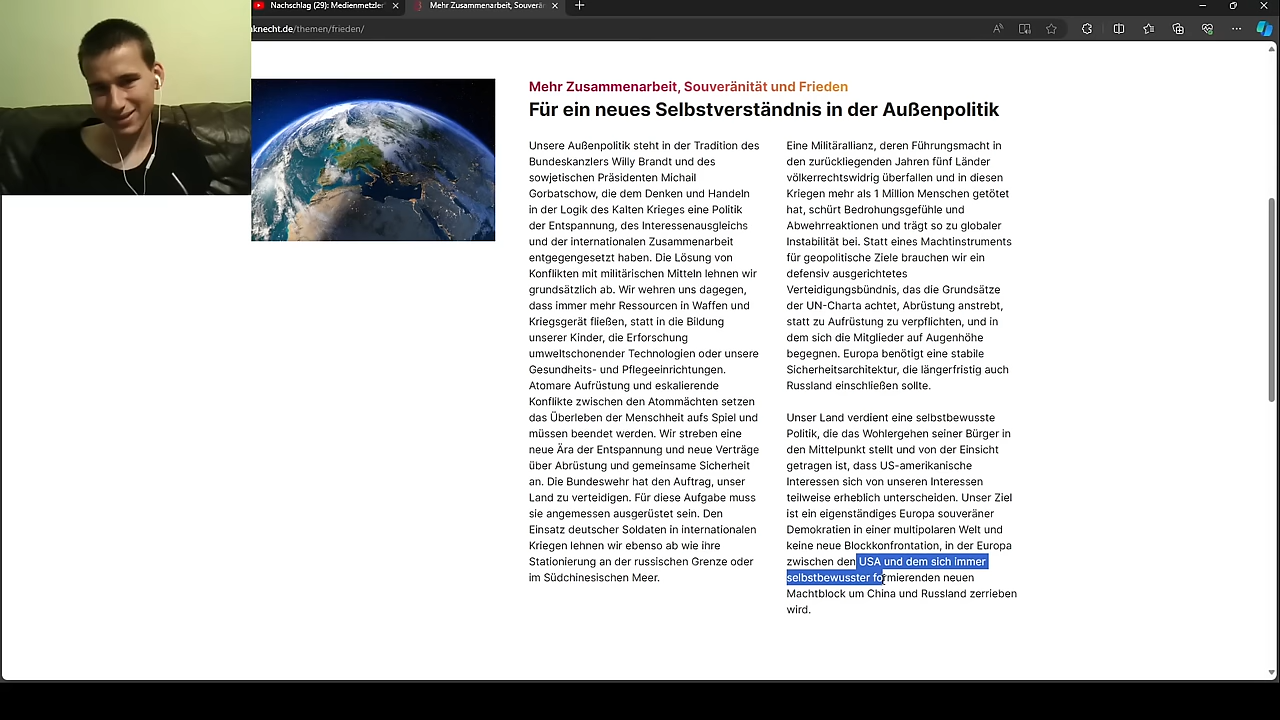 Nachschlag (29): Medienmetzler
Mehr Zusammenarbeit, Souverän
knecht.de/themen/frieden/
Mehr Zusammenarbeit, Souveränität und Frieden
Für ein neues Selbstverständnis in der Außenpolitik
Unsere Außenpolitik steht in der Tradition des
Bundeskanzlers Willy Brandt und des
sowjetischen Präsidenten Michail
Gorbatschow, die dem Denken und Handeln
in der Logik des Kalten Krieges eine Politik
der Entspannung, des Interessenausgleichs
und der internationalen Zusammenarbeit
entgegengesetzt haben. Die Lösung von
Konflikten mit militärischen Mitteln lehnen wir
grundsätzlich ab. Wir wehren uns dagegen,
dass immer mehr Ressourcen in Waffen und
Kriegsgerät fließen, statt in die Bildung
unserer Kinder, die Erforschung
umweltschonender Technologien oder unsere
Gesundheits- und Pflegeeinrichtungen.
Atomare Aufrüstung und eskalierende
Konflikte zwischen den Atommächten setzen
das Überleben der Menschheit aufs Spiel und
müssen beendet werden. Wir streben eine
neue Ära der Entspannung und neue Verträge
über Abrüstung und gemeinsame Sicherheit
an. Die Bundeswehr hat den Auftrag, unser
Land zu verteidigen. Für diese Aufgabe muss
sie angemessen ausgerüstet sein. Den
Einsatz deutscher Soldaten in internationalen
Kriegen lehnen wir ebenso ab wie ihre
Stationierung an der russischen Grenze oder
im Südchinesischen Meer.
Eine Militärallianz, deren Führungsmacht in
den zurückliegenden Jahren fünf Länder
völkerrechtswidrig überfallen und in diesen
Kriegen mehr als 1 Million Menschen getötet
hat, schürt Bedrohungsgefühle und
Abwehrreaktionen und trägt so zu globaler
Instabilität bei. Statt eines Machtinstruments
für geopolitische Ziele brauchen wir ein
defensiv ausgerichtetes
Verteidigungsbündnis, das die Grundsätze
der UN-Charta achtet, Abrüstung anstrebt,
statt zu Aufrüstung zu verpflichten, und in
dem sich die Mitglieder auf Augenhöhe
begegnen. Europa benötigt eine stabile
Sicherheitsarchitektur, die längerfristig auch
Russland einschließen sollte.
Unser Land verdient eine selbstbewusste
Politik, die das Wohlergehen seiner Bürger in
den Mittelpunkt stellt und von der Einsicht
getragen ist, dass US-amerikanische
Interessen sich von unseren Interessen
teilweise erheblich unterscheiden. Unser Ziel
ist ein eigenständiges Europa souveräner
Demokratien in einer multipolaren Welt und
keine neue Blockkonfrontation, in der Europa
zwischen den USA und dem sich immer
selbstbewusster formierenden neuen
Machtblock um China und Russland zerrieben
wird.